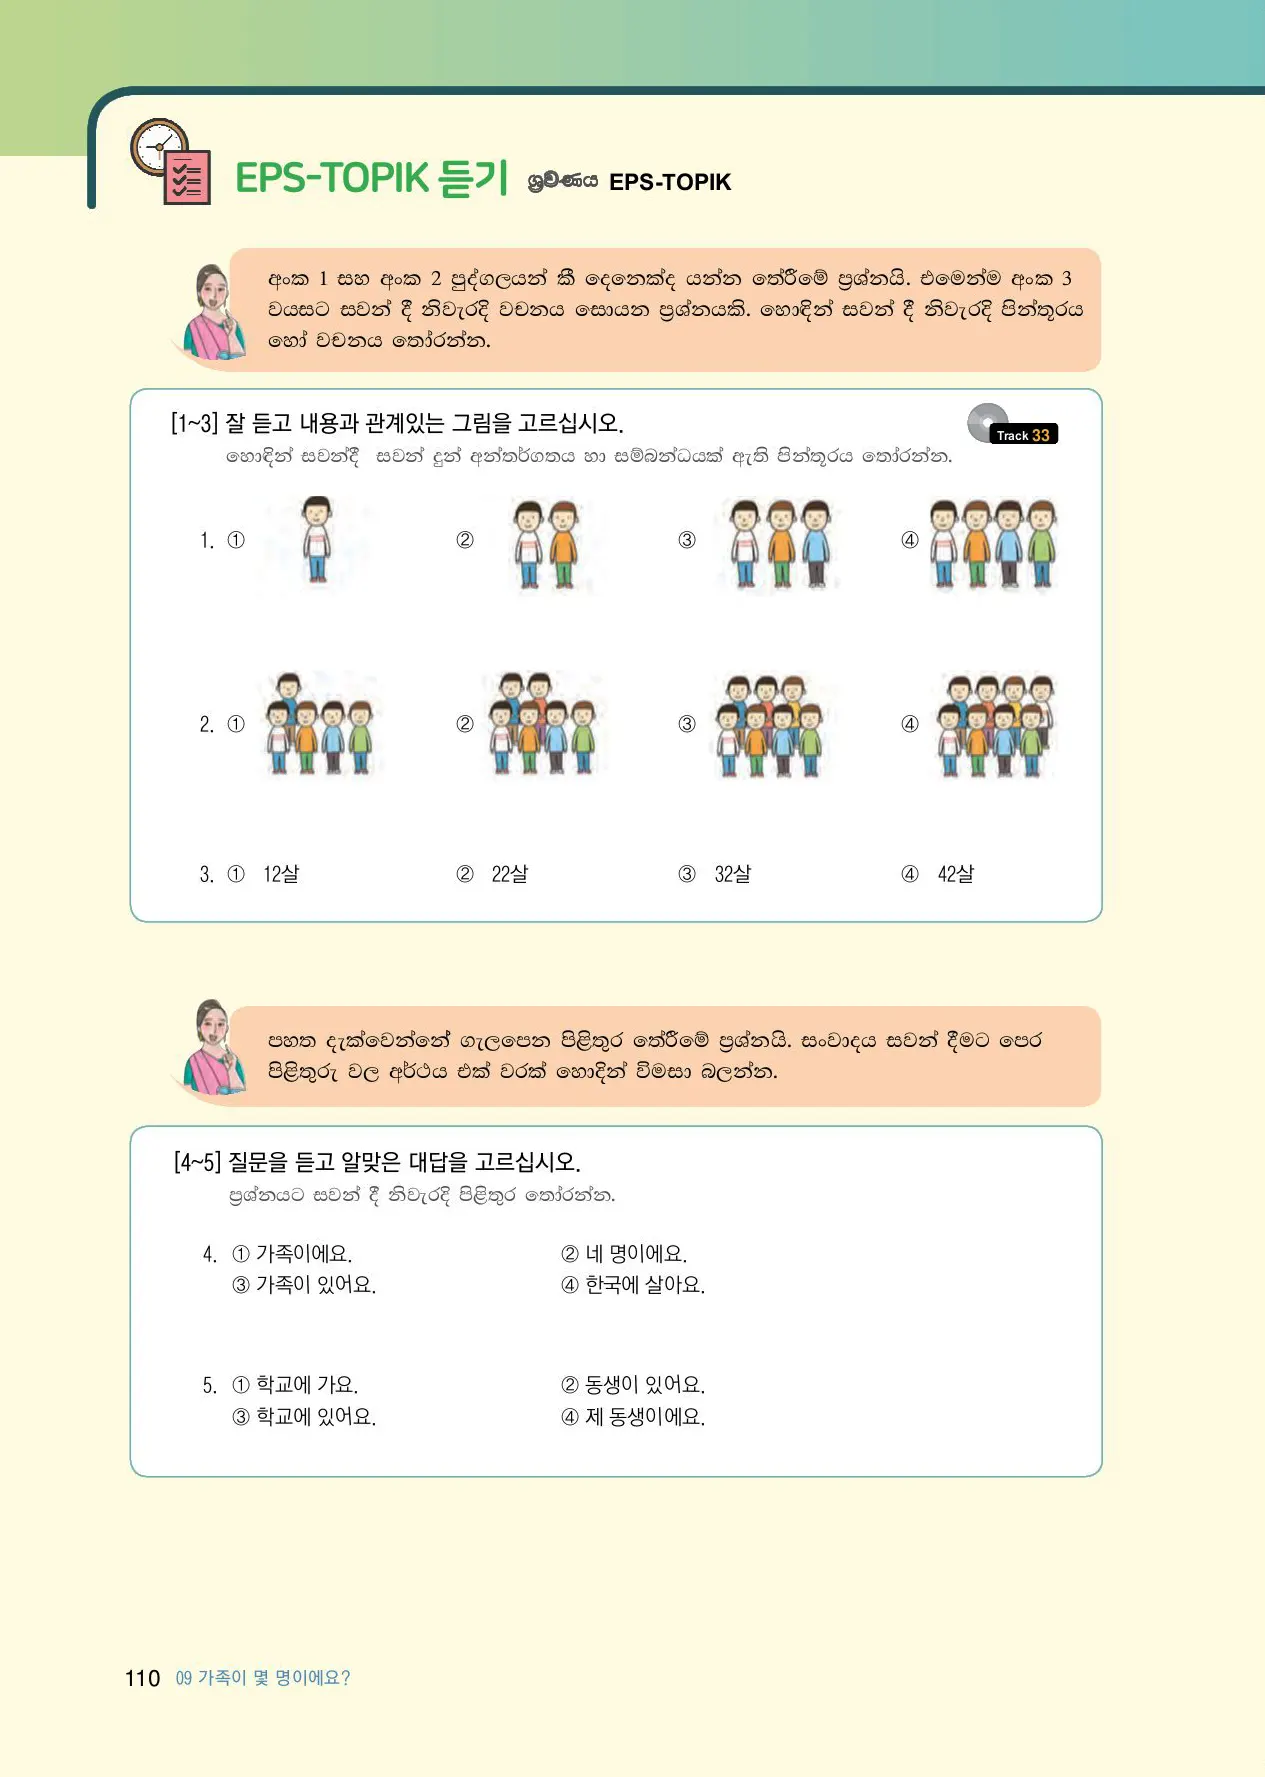 EPS-TOPIK 듣기 ශ්‍රවණය EPS-TOPIK
අංක 1 සහ අංක 2 පුද්ගලයන් කී දෙනෙක්ද යන්න තේරීමේ ප්‍රශ්නයි. එමෙන්ම අංක 3
වයසට සවන් දී නිවැරදි වචනය සොයන ප්‍රශ්නයකි. හොඳින් සවන් දී නිවැරදි පින්තූරය
හෝ වචනය තෝරන්න.
[1~3] 잘 듣고 내용과 관계있는 그림을 고르십시오.
Track 33
හොඳින් සවන්දී සවන් දුන් අන්තර්ගතය හා සම්බන්ධයක් ඇති පින්තූරය තෝරන්න.
1. ① ② ③ ④
2. ① ② ③ ④
3. ① 12살 ② 22살 ③ 32살 ④ 42살
පහත දැක්වෙන්නේ ගැලපෙන පිළිතුර තේරීමේ ප්‍රශ්නයි. සංවාදය සවන් දීමට පෙර
පිළිතුරු වල අර්ථය එක් වරක් හොදින් විමසා බලන්න.
[4~5] 질문을 듣고 알맞은 대답을 고르십시오.
ප්‍රශ්නයට සවන් දී නිවැරදි පිළිතුර තෝරන්න.
4. ① 가족이에요. ② 네 명이에요.
③ 가족이 있어요. ④ 한국에 살아요.
5. ① 학교에 가요. ② 동생이 있어요.
③ 학교에 있어요. ④ 제 동생이에요.
110 09 가족이 몇 명이에요?